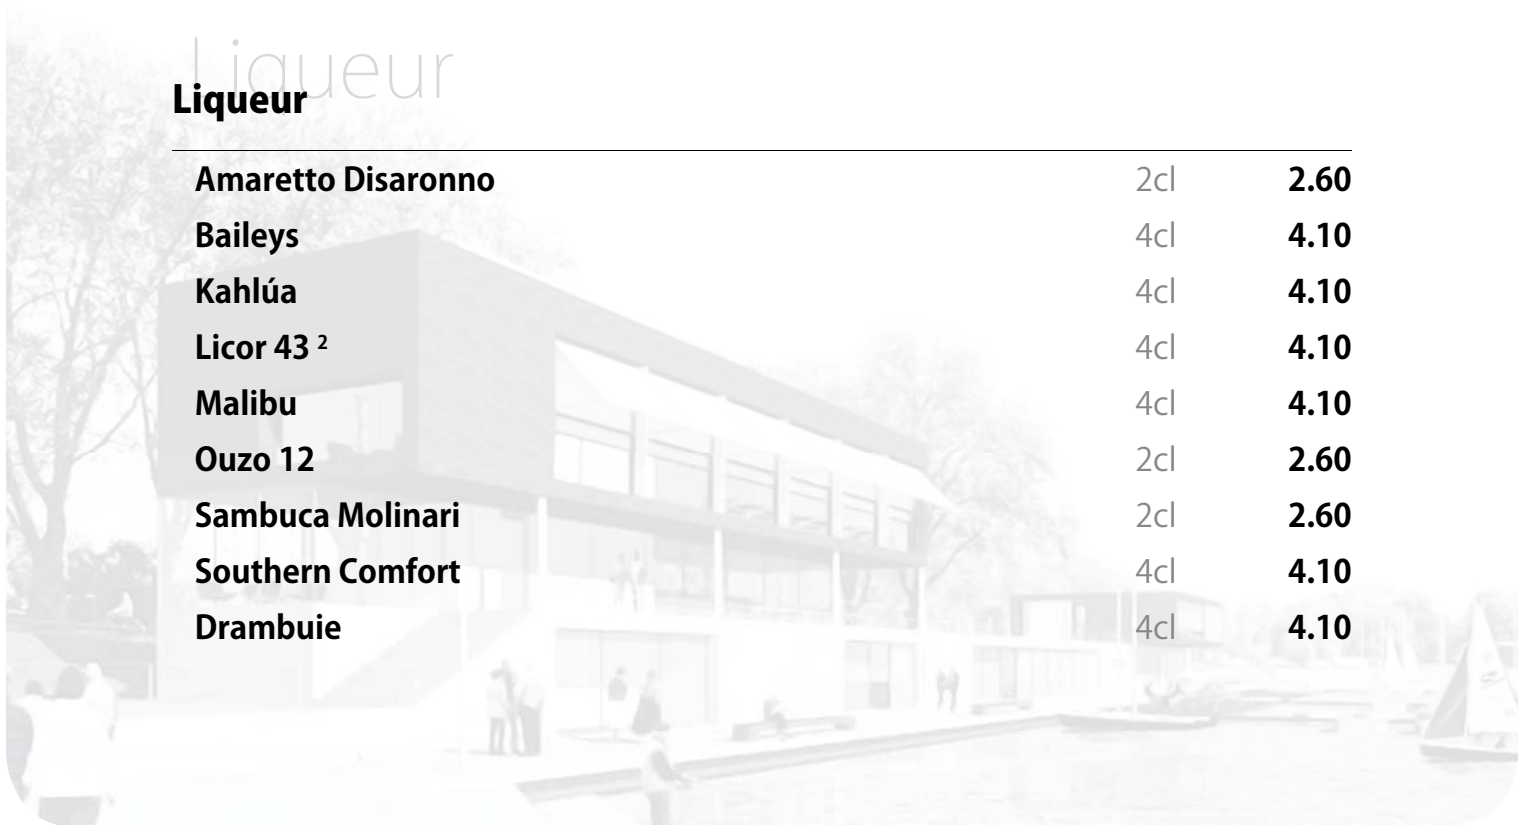 Liqueur
Liqueur
Amaretto Disaronno 2cl 2.60
Baileys 4cl 4.10
Kahlúa 4cl 4.10
Licor 43 ² 4cl 4.10
Malibu 4cl 4.10
Ouzo 12 2cl 2.60
Sambuca Molinari 2cl 2.60
Southern Comfort 4cl 4.10
Drambuie 4cl 4.10